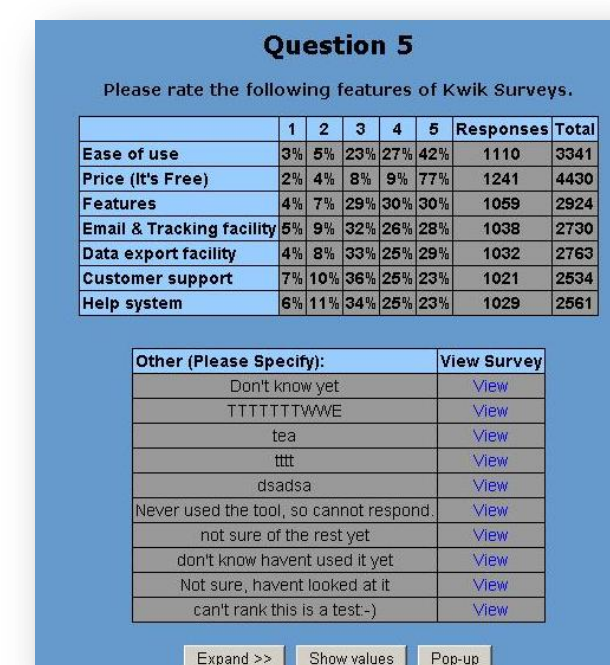 Question 5
Please rate the following features of Kwik Surveys.
1 2 3 4 5 Responses Total
Ease of use 3% 5% 23% 27% 42% 1110 3341
Price (It's Free) 2% 4% 8% 9% 77% 1241 4430
Features 4% 7% 29% 30% 30% 1059 2924
Email & Tracking facility 5% 9% 32% 26% 28% 1038 2730
Data export facility 4% 8% 33% 25% 29% 1032 2763
Customer support 7% 10% 36% 25% 23% 1021 2534
Help system 6% 11% 34% 25% 23% 1029 2561
Other (Please Specify): View Survey
Don't know yet View
TTTTTTTWWE View
tea View
tttt View
dsadsa View
Never used the tool, so cannot respond. View
not sure of the rest yet View
don't know havent used it yet View
Not sure, havent looked at it View
can't rank this is a test:-) View
Expand >> Show values Pop-up